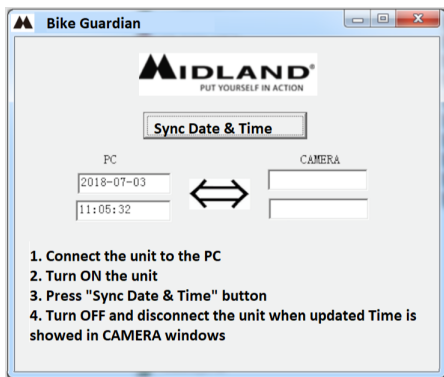 Bike Guardian
MIDLAND®
PUT YOURSELF IN ACTION
Sync Date & Time
PC
CAMERA
2018-07-03
11:05:32
1. Connect the unit to the PC
2. Turn ON the unit
3. Press "Sync Date & Time" button
4. Turn OFF and disconnect the unit when updated Time is
showed in CAMERA windows